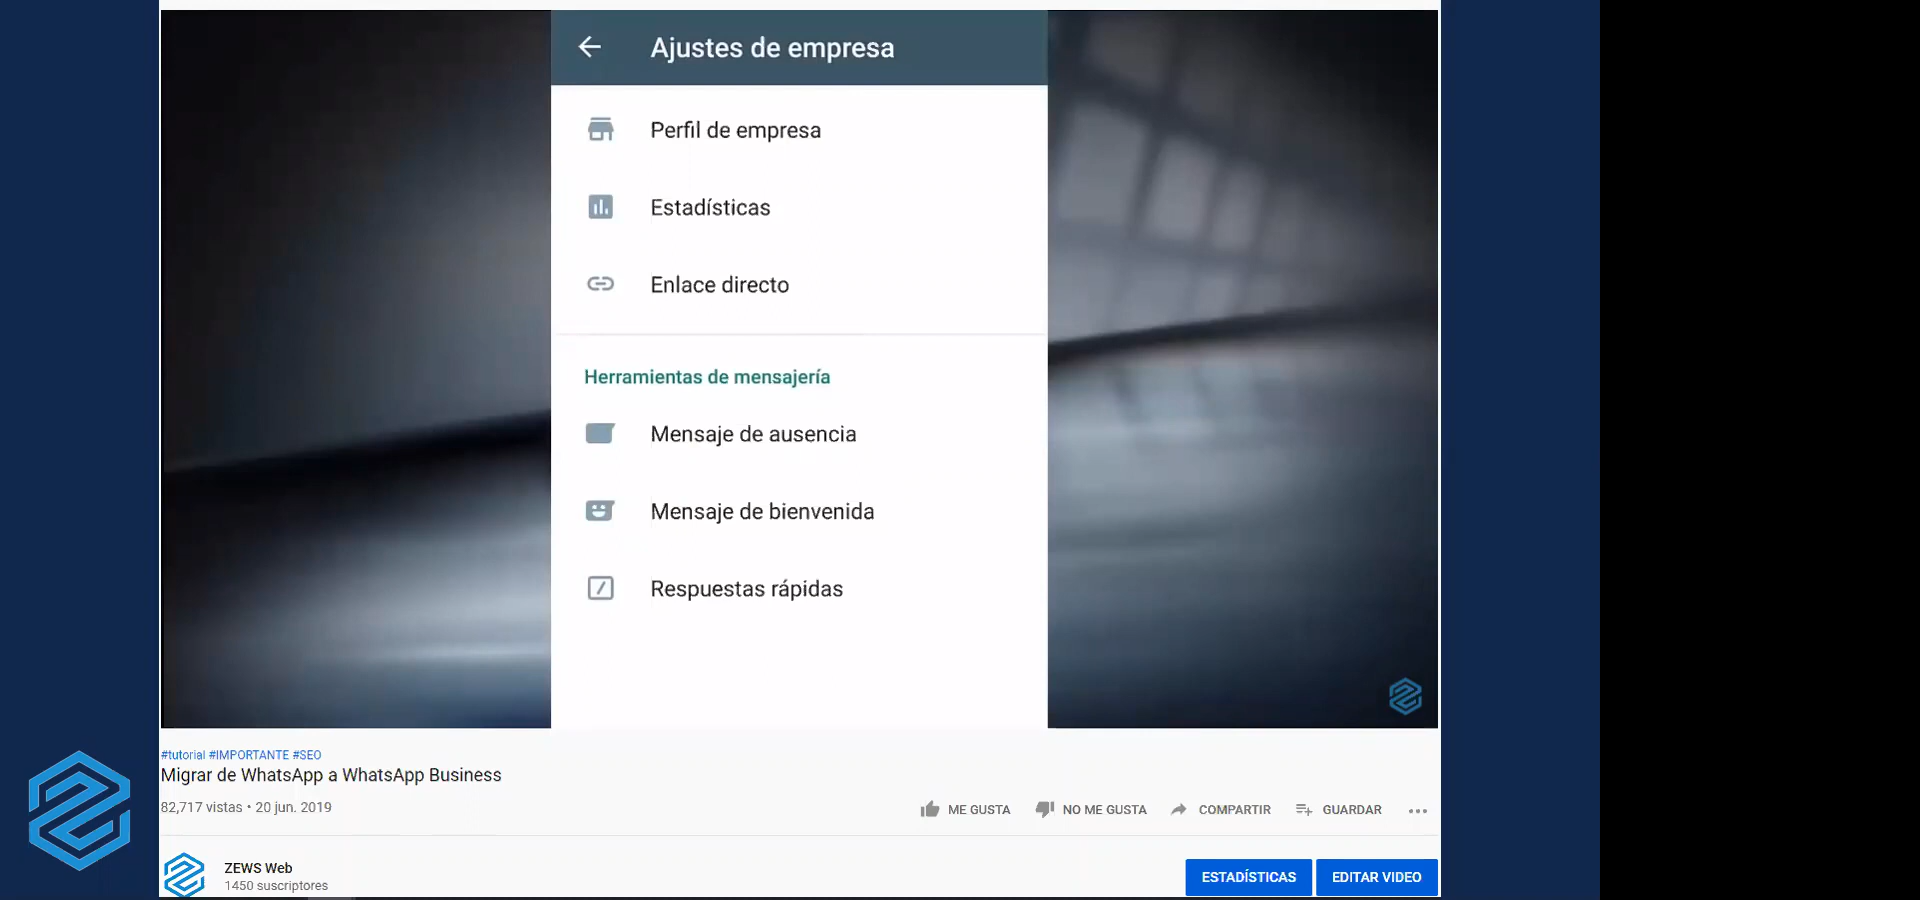 Ajustes de empresa
Perfil de empresa
Estadísticas
Enlace directo
Herramientas de mensajería
Mensaje de ausencia
Mensaje de bienvenida
Respuestas rápidas
#tutorial #IMPORTANTE #SEO
Migrar de WhatsApp a WhatsApp Business
82,717 vistas • 20 jun. 2019
ME GUSTA NO ME GUSTA COMPARTIR GUARDAR
ZEWS Web
1450 suscriptores
ESTADÍSTICAS EDITAR VIDEO